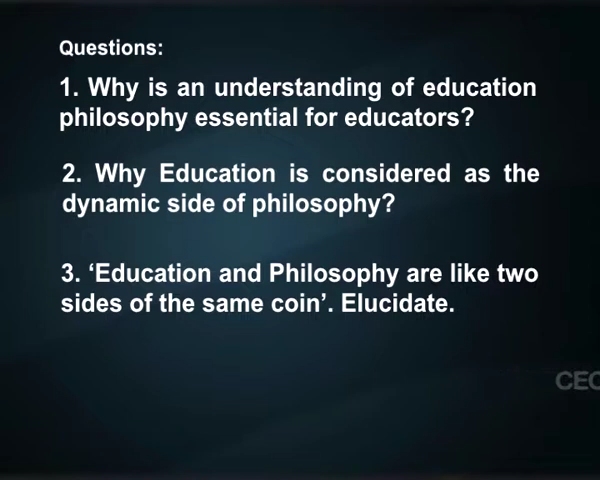 Questions:
1. Why is an understanding of education
philosophy essential for educators?
2. Why Education is considered as the
dynamic side of philosophy?
3. ‘Education and Philosophy are like two
sides of the same coin’. Elucidate.
CEC